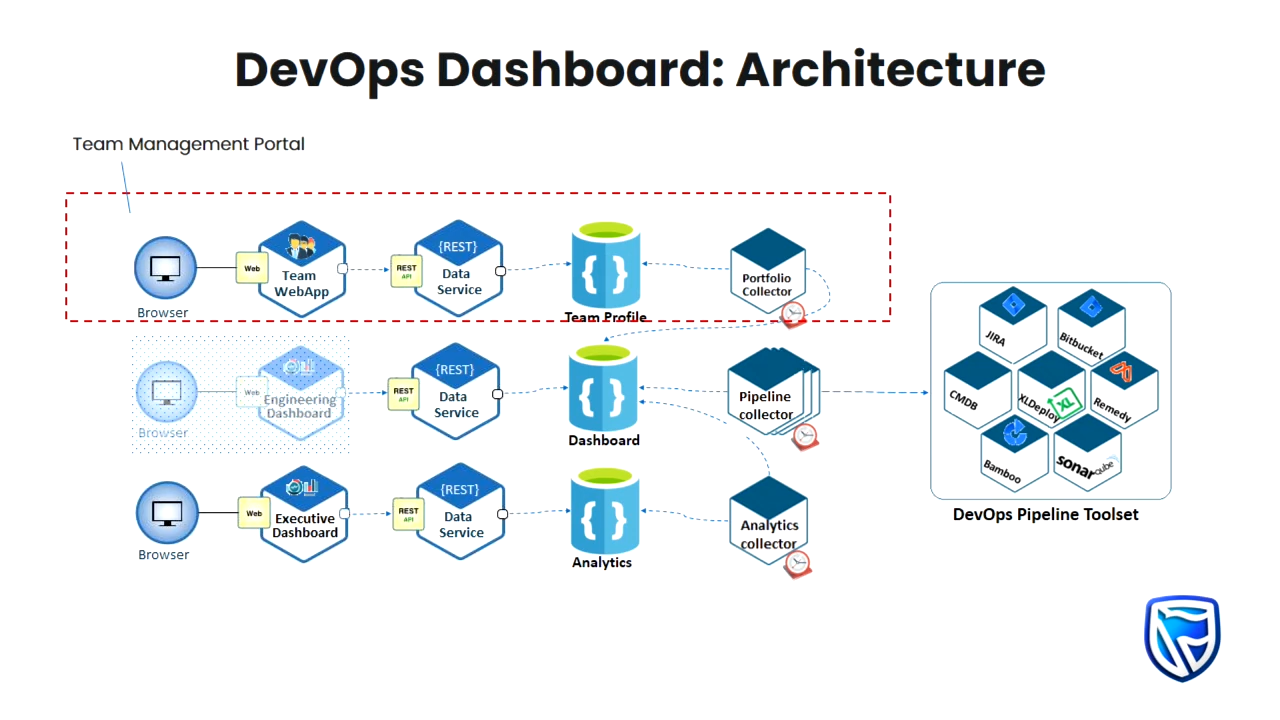 DevOps Dashboard: Architecture
Team Management Portal
Browser
Web
Team
WebApp
REST
API
{REST}
Data
Service
{ }
Team Profile
Portfolio
Collector
Browser
Web
Engineering
Dashboard
REST
API
{REST}
Data
Service
{ }
Dashboard
Pipeline
collector
Browser
Web
Executive
Dashboard
REST
API
{REST}
Data
Service
{ }
Analytics
Analytics
collector
JIRA
Bitbucket
CMDB
XLDeploy
XL
Remedy
Bamboo
sonarqube
DevOps Pipeline Toolset